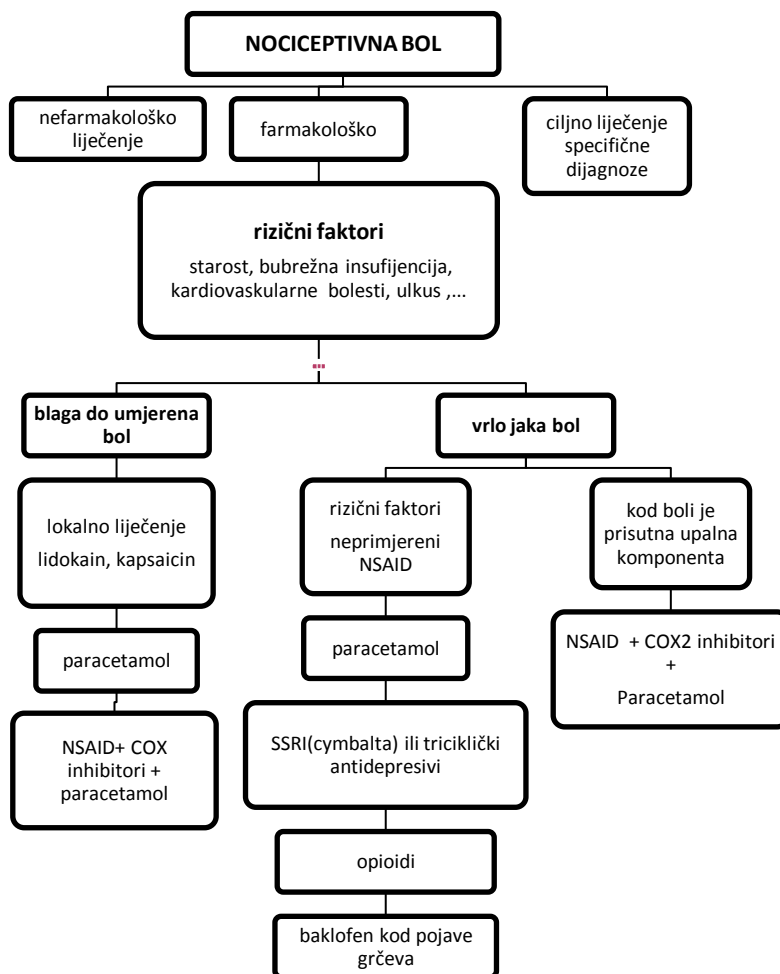 NOCICEPTIVNA BOL
nefarmakološko
liječenje
farmakološko
ciljno liječenje
specifične
dijagnoze
rizični faktori
starost, bubrežna insufijencija,
kardiovaskularne bolesti, ulkus ,...
blaga do umjerena
bol
vrlo jaka bol
lokalno liječenje
lidokain, kapsaicin
rizični faktori
neprimjereni
NSAID
kod boli je
prisutna upalna
komponenta
paracetamol
paracetamol
NSAID + COX2 inhibitori
+
Paracetamol
NSAID+ COX
inhibitori +
paracetamol
SSRI(cymbalta) ili triciklički
antidepresivi
opioidi
baklofen kod pojave
grčeva